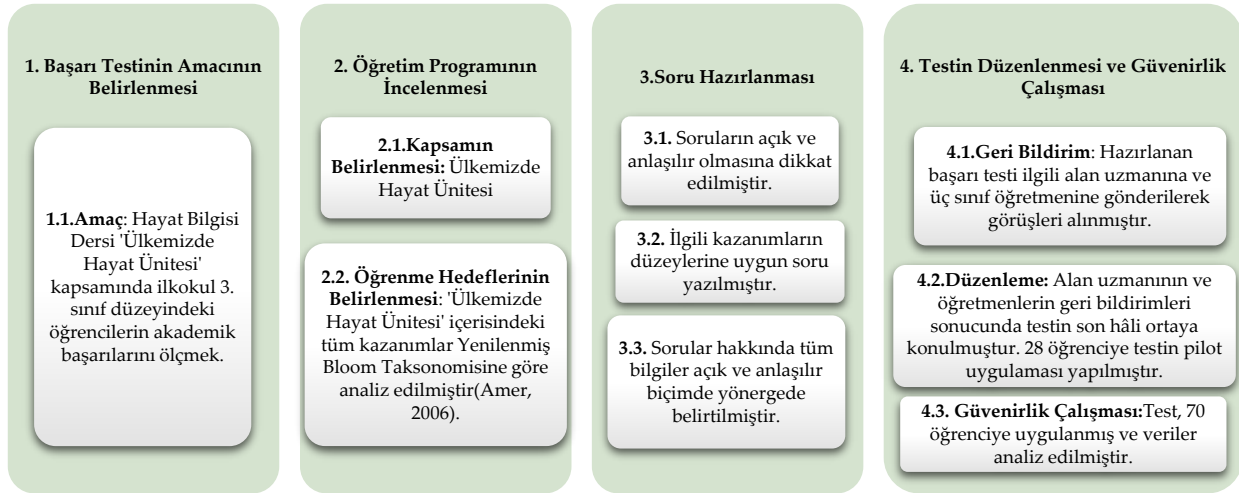 1. Başarı Testinin Amacının
Belirlenmesi
1.1.Amaç: Hayat Bilgisi
Dersi 'Ülkemizde
Hayat Ünitesi'
kapsamında ilkokul 3.
sınıf düzeyindeki
öğrencilerin akademik
başarılarını ölçmek.
2. Öğretim Programının
İncelenmesi
2.1.Kapsamın
Belirlenmesi: Ülkemizde
Hayat Ünitesi
2.2. Öğrenme Hedeflerinin
Belirlenmesi: 'Ülkemizde
Hayat Ünitesi' içerisindeki
tüm kazanımlar Yenilenmiş
Bloom Taksonomisine göre
analiz edilmiştir(Amer,
2006).
3.Soru Hazırlanması
3.1. Soruların açık ve
anlaşılır olmasına dikkat
edilmiştir.
3.2. İlgili kazanımların
düzeylerine uygun soru
yazılmıştır.
3.3. Sorular hakkında tüm
bilgiler açık ve anlaşılır
biçimde yönergede
belirtilmiştir.
4. Testin Düzenlenmesi ve Güvenirlik
Çalışması
4.1.Geri Bildirim: Hazırlanan
başarı testi ilgili alan uzmanına ve
üç sınıf öğretmenine gönderilerek
görüşleri alınmıştır.
4.2.Düzenleme: Alan uzmanının ve
öğretmenlerin geri bildirimleri
sonucunda testin son hâli ortaya
konulmuştur. 28 öğrenciye testin pilot
uygulaması yapılmıştır.
4.3. Güvenirlik Çalışması:Test, 70
öğrenciye uygulanmış ve veriler
analiz edilmiştir.